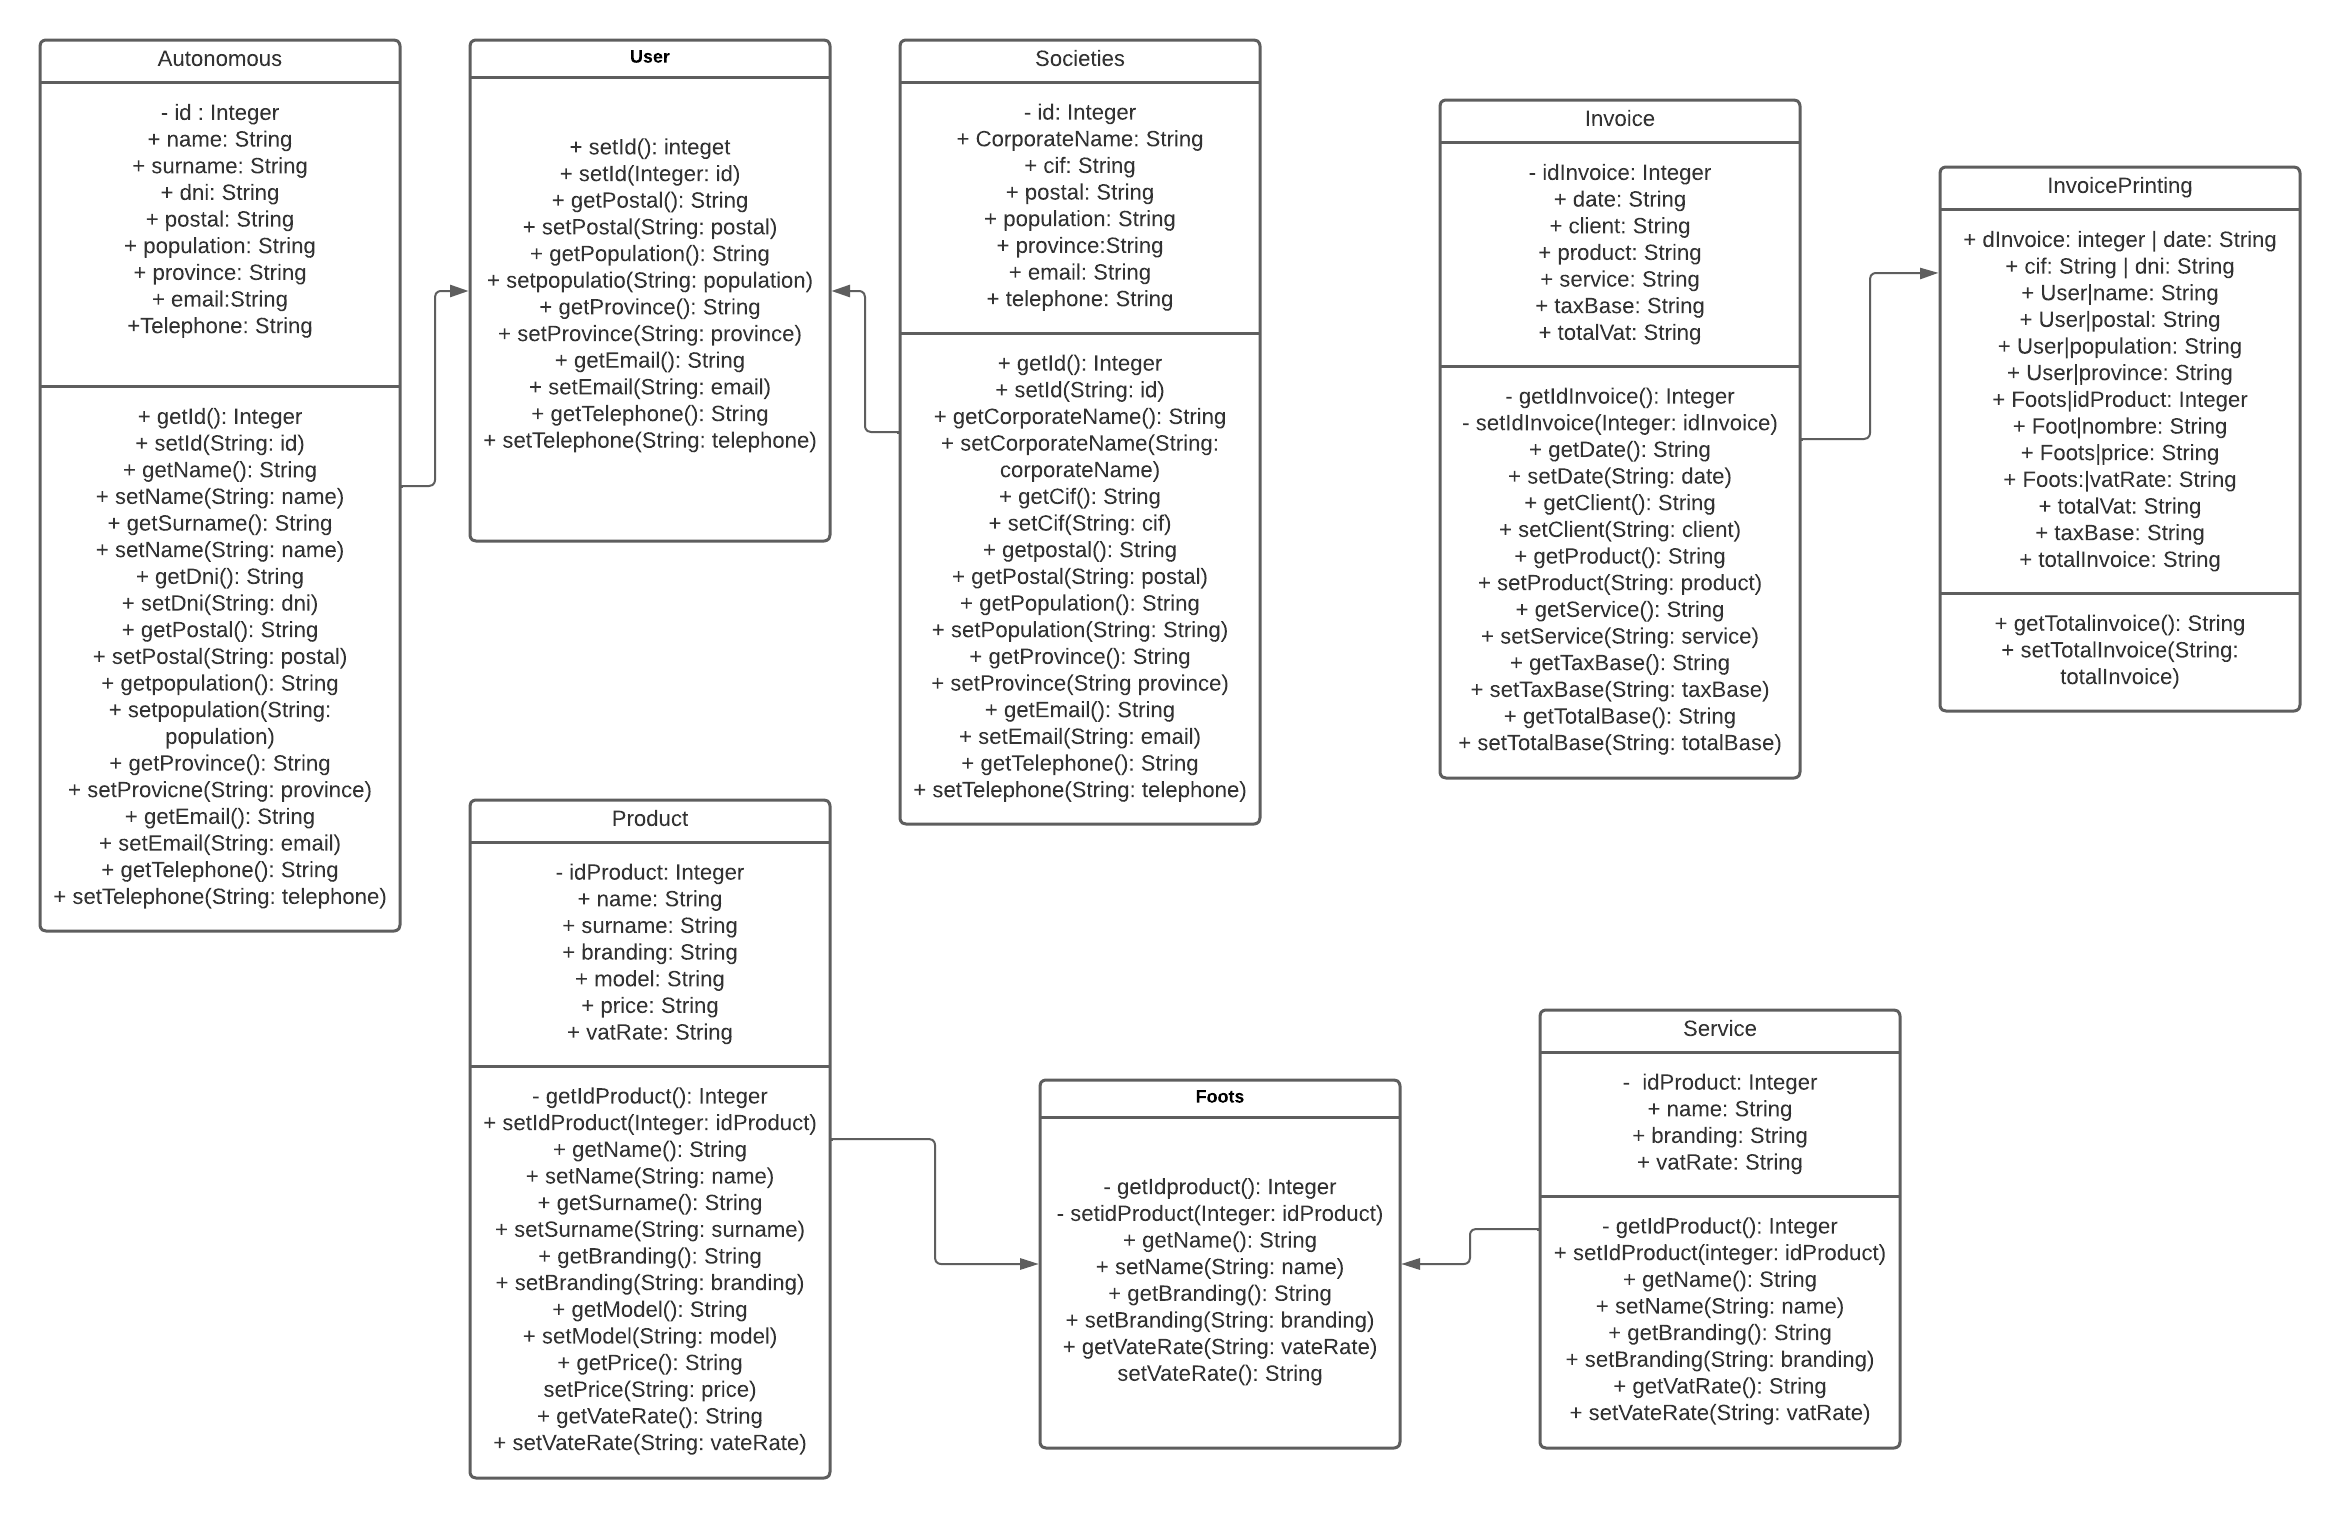 Autonomous
- id : Integer
+ name: String
+ surname: String
+ dni: String
+ postal: String
+ population: String
+ province: String
+ email:String
+Telephone: String
+ getId(): Integer
+ setId(String: id)
+ getName(): String
+ setName(String: name)
+ getSurname(): String
+ setName(String: name)
+ getDni(): String
+ setDni(String: dni)
+ getPostal(): String
+ setPostal(String: postal)
+ getpopulation(): String
+ setpopulation(String:
population)
+ getProvince(): String
+ setProvicne(String: province)
+ getEmail(): String
+ setEmail(String: email)
+ getTelephone(): String
+ setTelephone(String: telephone)
User
+ setId(): integet
+ setId(Integer: id)
+ getPostal(): String
+ setPostal(String: postal)
+ getPopulation(): String
+ setpopulatio(String: population)
+ getProvince(): String
+ setProvince(String: province)
+ getEmail(): String
+ setEmail(String: email)
+ getTelephone(): String
+ setTelephone(String: telephone)
Societies
- id: Integer
+ CorporateName: String
+ cif: String
+ postal: String
+ population: String
+ province:String
+ email: String
+ telephone: String
+ getId(): Integer
+ setId(String: id)
+ getCorporateName(): String
+ setCorporateName(String:
corporateName)
+ getCif(): String
+ setCif(String: cif)
+ getpostal(): String
+ getPostal(String: postal)
+ getPopulation(): String
+ setPopulation(String: String)
+ getProvince(): String
+ setProvince(String province)
+ getEmail(): String
+ setEmail(String: email)
+ getTelephone(): String
+ setTelephone(String: telephone)
Invoice
- idInvoice: Integer
+ date: String
+ client: String
+ product: String
+ service: String
+ taxBase: String
+ totalVat: String
- getIdInvoice(): Integer
- setIdInvoice(Integer: idInvoice)
+ getDate(): String
+ setDate(String: date)
+ getClient(): String
+ setClient(String: client)
+ getProduct(): String
+ setProduct(String: product)
+ getService(): String
+ setService(String: service)
+ getTaxBase(): String
+ setTaxBase(String: taxBase)
+ getTotalBase(): String
+ setTotalBase(String: totalBase)
InvoicePrinting
+ dInvoice: integer | date: String
+ cif: String | dni: String
+ User|name: String
+ User|postal: String
+ User|population: String
+ User|province: String
+ Foots|idProduct: Integer
+ Foot|nombre: String
+ Foots|price: String
+ Foots:|vatRate: String
+ totalVat: String
+ taxBase: String
+ totalInvoice: String
+ getTotalinvoice(): String
+ setTotalInvoice(String:
totalInvoice)
Product
- idProduct: Integer
+ name: String
+ surname: String
+ branding: String
+ model: String
+ price: String
+ vatRate: String
- getIdProduct(): Integer
+ setIdProduct(Integer: idProduct)
+ getName(): String
+ setName(String: name)
+ getSurname(): String
+ setSurname(String: surname)
+ getBranding(): String
+ setBranding(String: branding)
+ getModel(): String
+ setModel(String: model)
+ getPrice(): String
setPrice(String: price)
+ getVateRate(): String
+ setVateRate(String: vateRate)
Foots
- getIdproduct(): Integer
- setidProduct(Integer: idProduct)
+ getName(): String
+ setName(String: name)
+ getBranding(): String
+ setBranding(String: branding)
+ getVateRate(String: vateRate)
setVateRate(): String
Service
- idProduct: Integer
+ name: String
+ branding: String
+ vatRate: String
- getIdProduct(): Integer
+ setIdProduct(integer: idProduct)
+ getName(): String
+ setName(String: name)
+ getBranding(): String
+ setBranding(String: branding)
+ getVatRate(): String
+ setVateRate(String: vatRate)